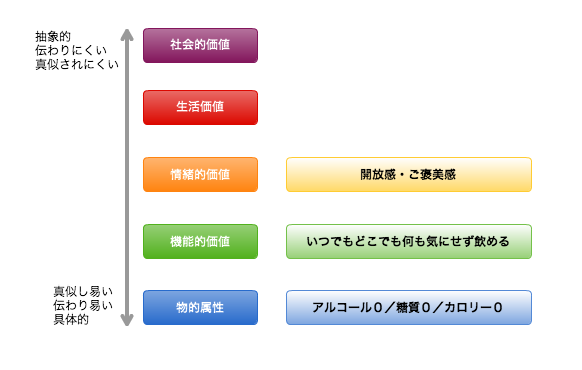 抽象的
伝わりにくい
真似されにくい
社会的価値
生活価値
情緒的価値
開放感・ご褒美感
機能的価値
いつでもどこでも何も気にせず飲める
物的属性
アルコール０／糖質０／カロリー０
真似し易い
伝わり易い
具体的